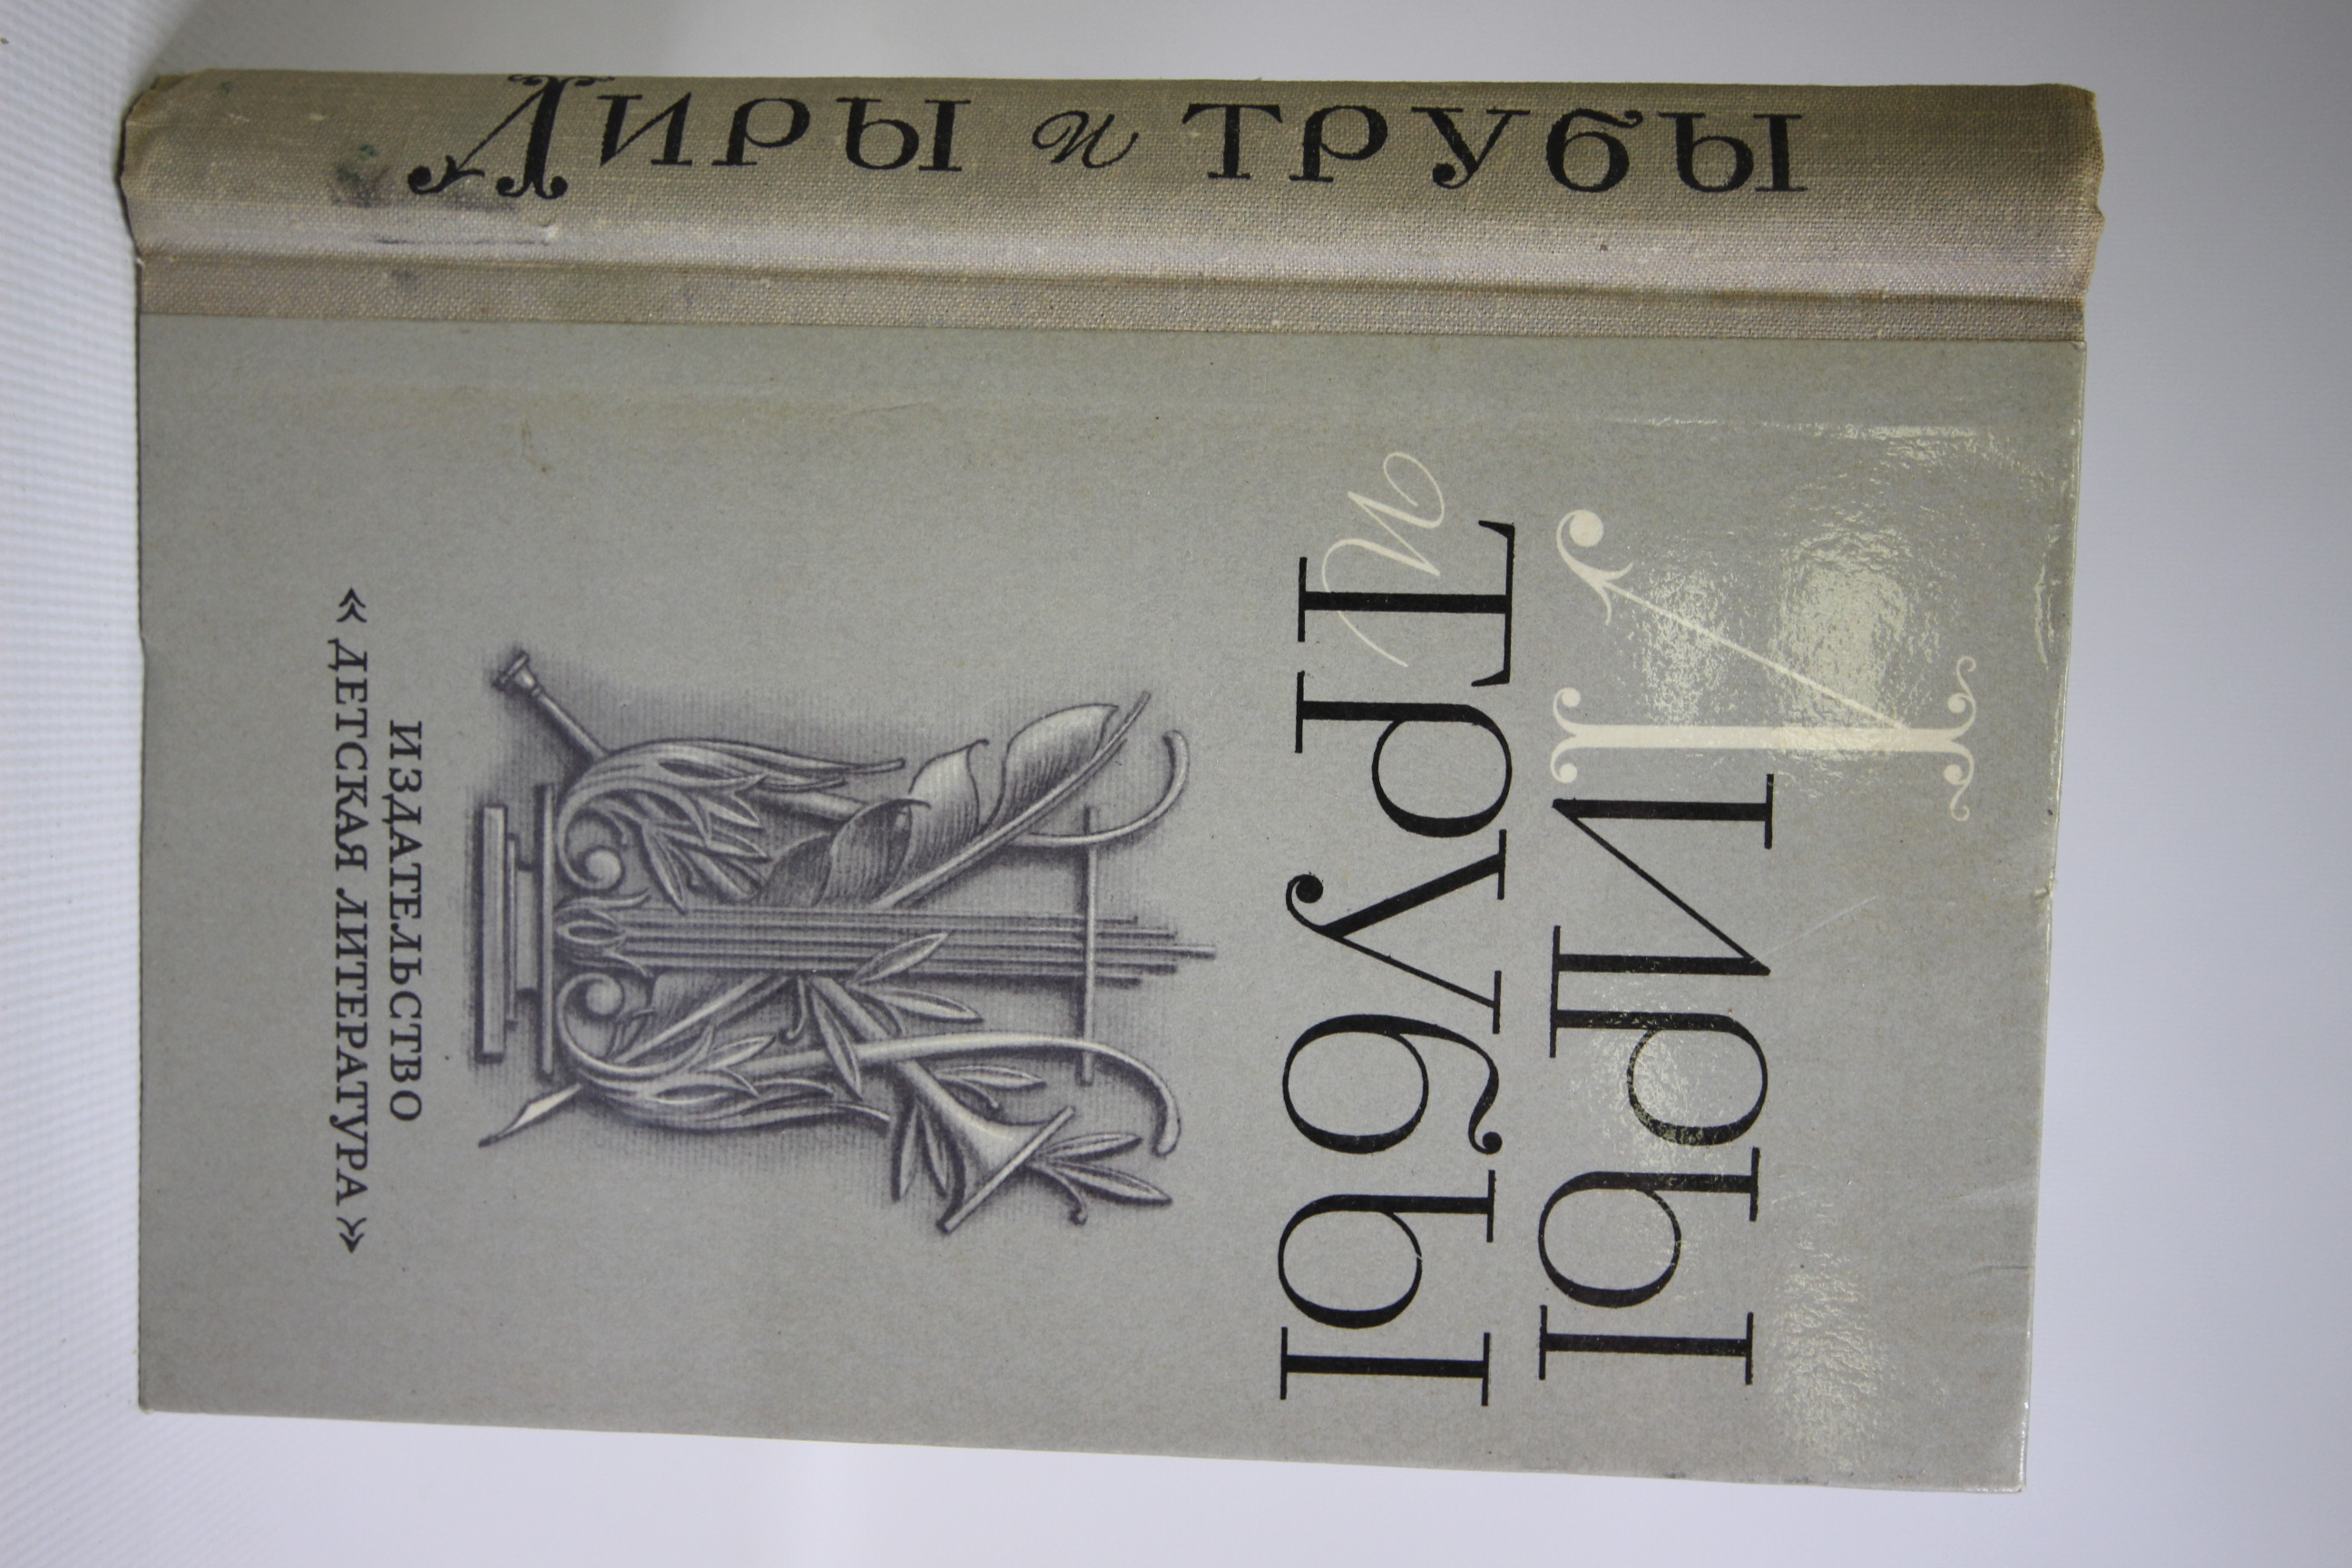 Лиры и трубы
Лиры
и Трубы
ИЗДАТЕЛЬСТВО
« ДЕТСКАЯ ЛИТЕРАТУРА »